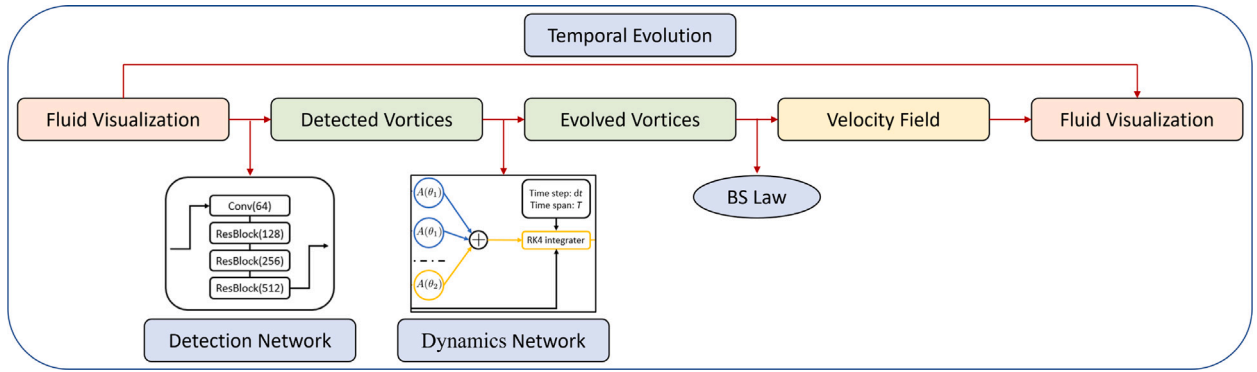 Temporal Evolution
Fluid Visualization
Detected Vortices
Evolved Vortices
Velocity Field
Fluid Visualization
Conv(64)
ResBlock(128)
ResBlock(256)
ResBlock(512)
Detection Network
A(θ₁)
A(θ₁)
A(θ₂)
Time step: dt
Time span: T
RK4 integrater
Dynamics Network
BS Law